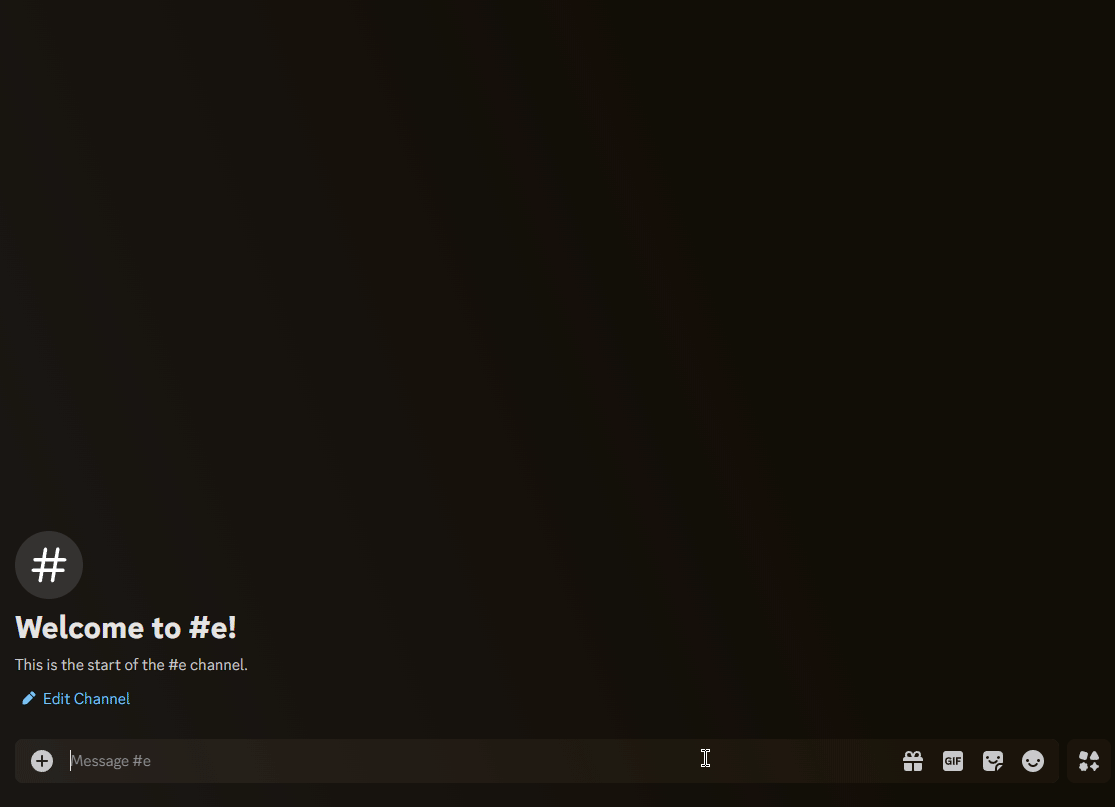 #
Welcome to #e!
This is the start of the #e channel.
Edit Channel
Message #e
GIF